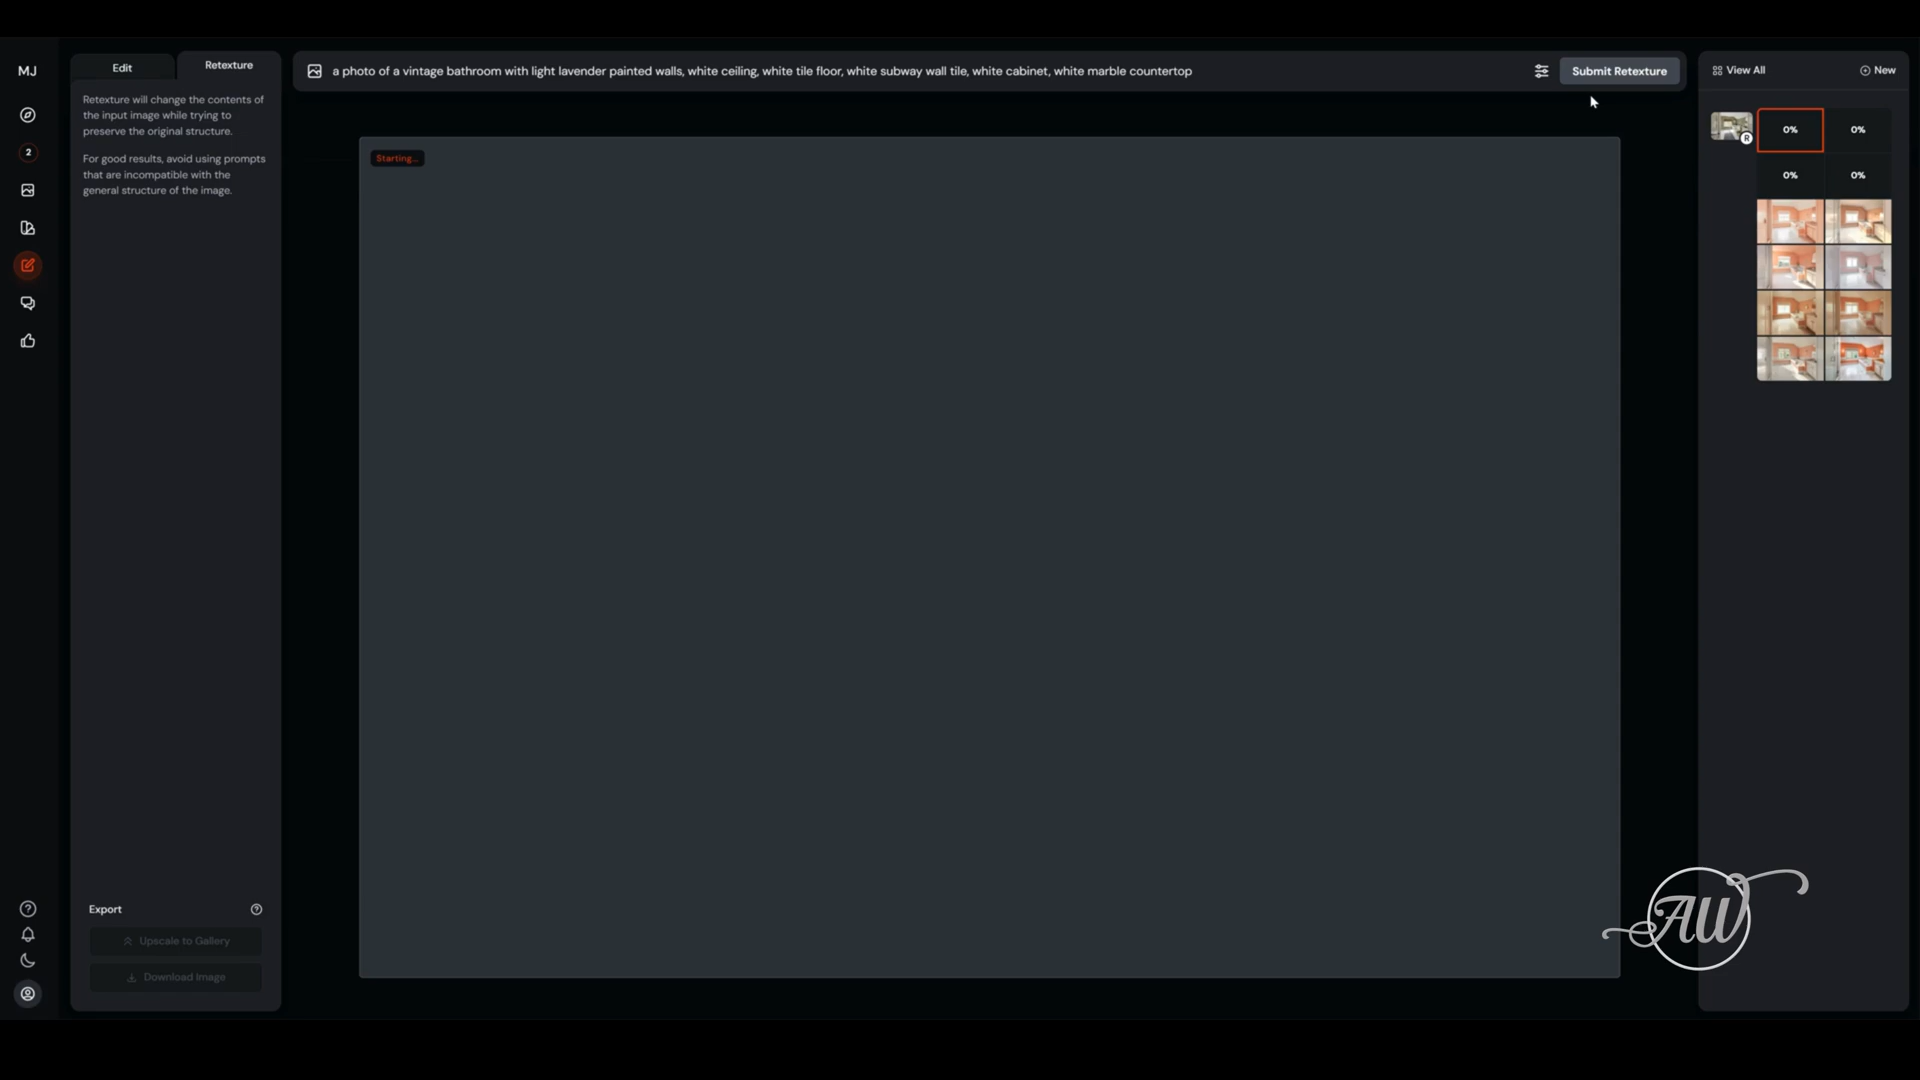 MJ
2
Edit
Retexture
Retexture will change the contents of
the input image while trying to
preserve the original structure.
For good results, avoid using prompts
that are incompatible with the
general structure of the image.
Export
Upscale to Gallery
Download Image
a photo of a vintage bathroom with light lavender painted walls, white ceiling, white tile floor, white subway wall tile, white cabinet, white marble countertop
Submit Retexture
Starting...
View All
New
R
0%
0%
0%
0%
AW